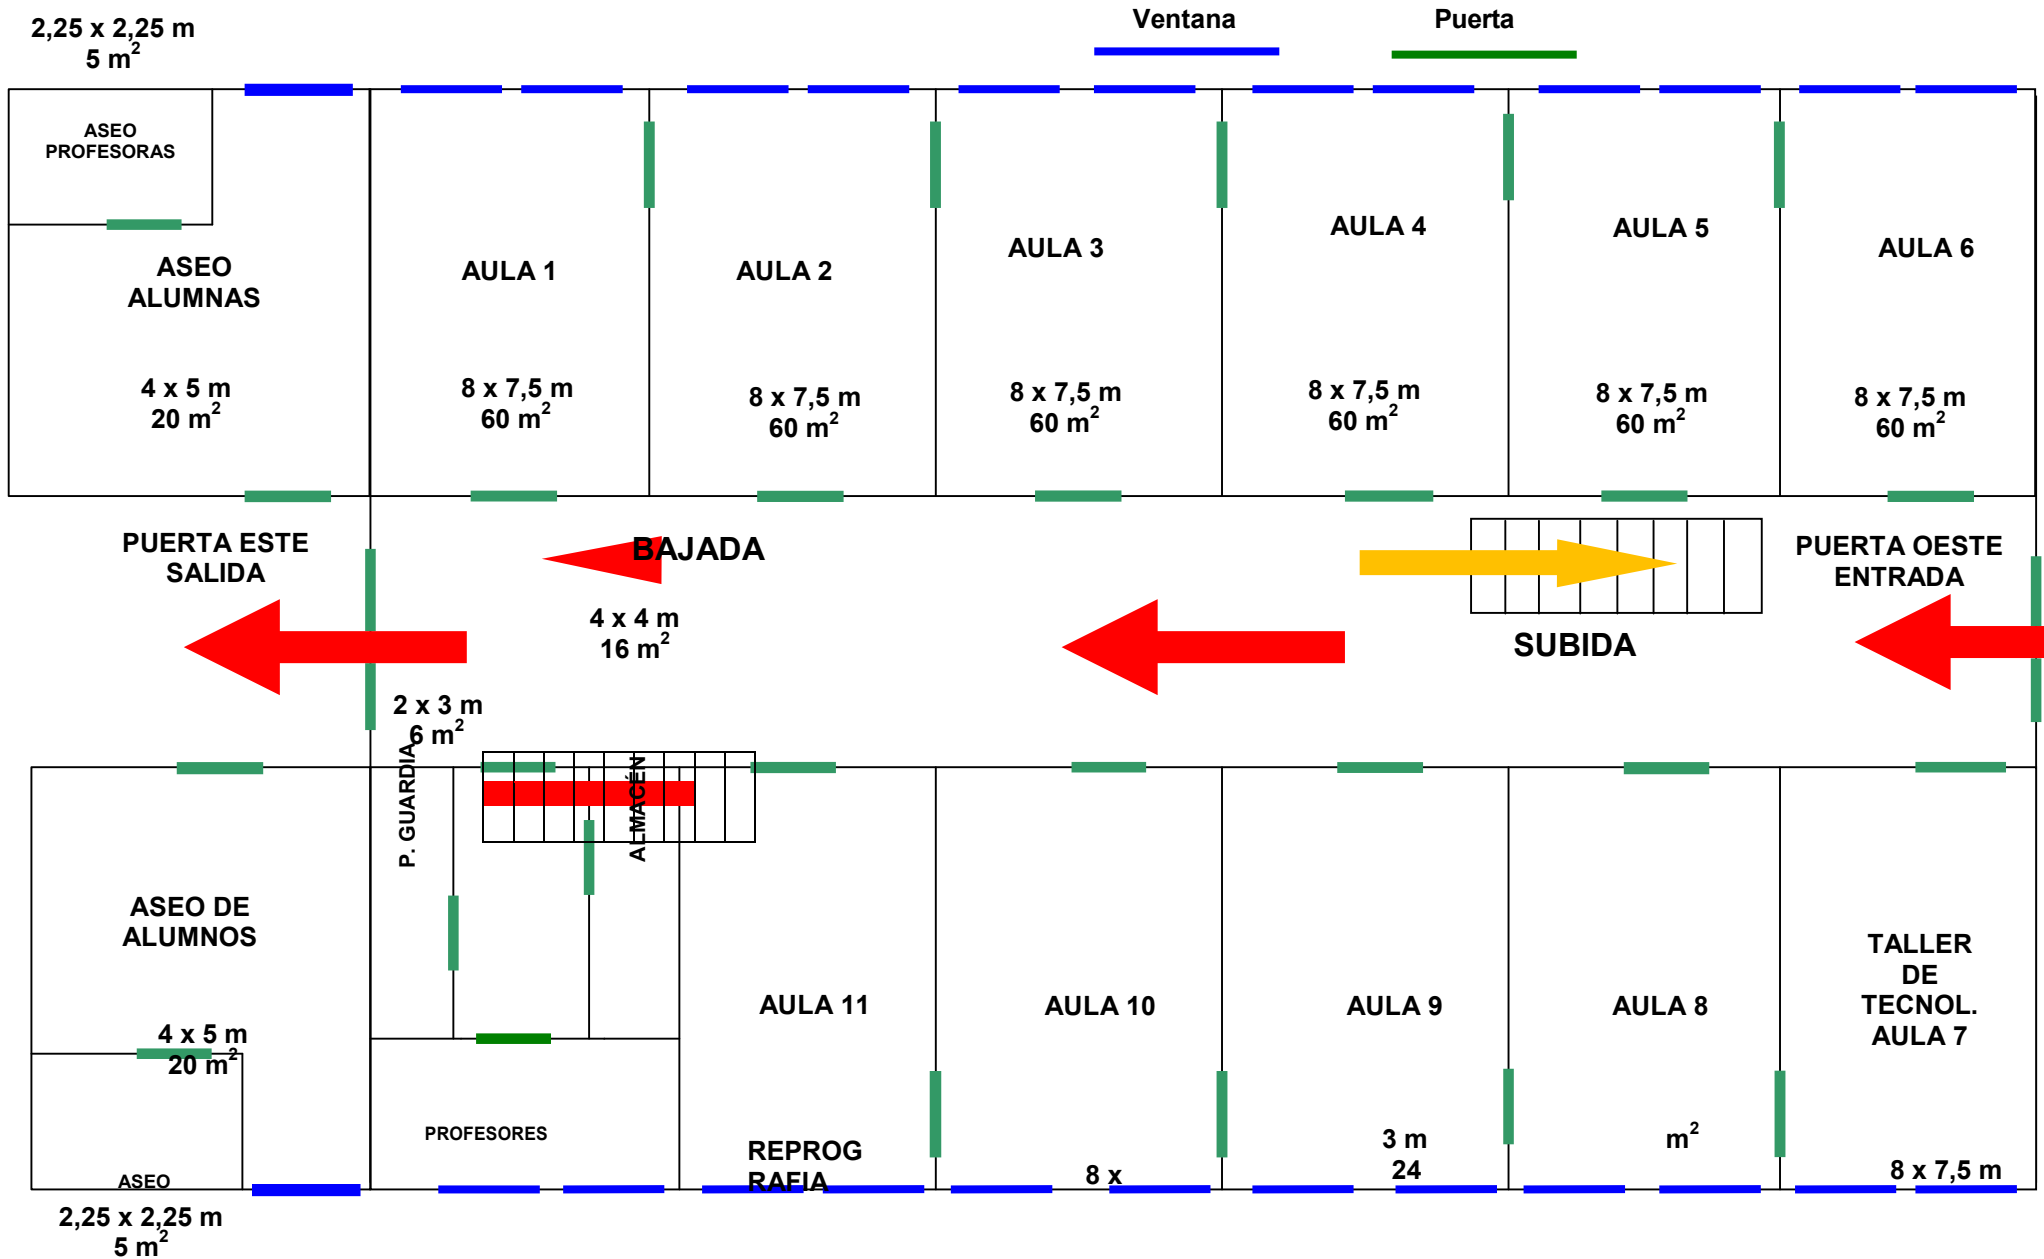 Ventana
Puerta
2,25 x 2,25 m
5 m²
ASEO
PROFESORAS
ASEO
ALUMNAS
4 x 5 m
20 m²
AULA 1
8 x 7,5 m
60 m²
AULA 2
8 x 7,5 m
60 m²
AULA 3
8 x 7,5 m
60 m²
AULA 4
8 x 7,5 m
60 m²
AULA 5
8 x 7,5 m
60 m²
AULA 6
8 x 7,5 m
60 m²
PUERTA ESTE
SALIDA
BAJADA
4 x 4 m
16 m²
SUBIDA
PUERTA OESTE
ENTRADA
2 x 3 m
6 m²
P. GUARDIA
ALMACÉN
ASEO DE
ALUMNOS
4 x 5 m
20 m²
ASEO
2,25 x 2,25 m
5 m²
PROFESORES
AULA 11
REPROG
RAFIA
AULA 10
8 x
AULA 9
3 m
24
AULA 8
m²
TALLER
DE
TECNOL.
AULA 7
8 x 7,5 m